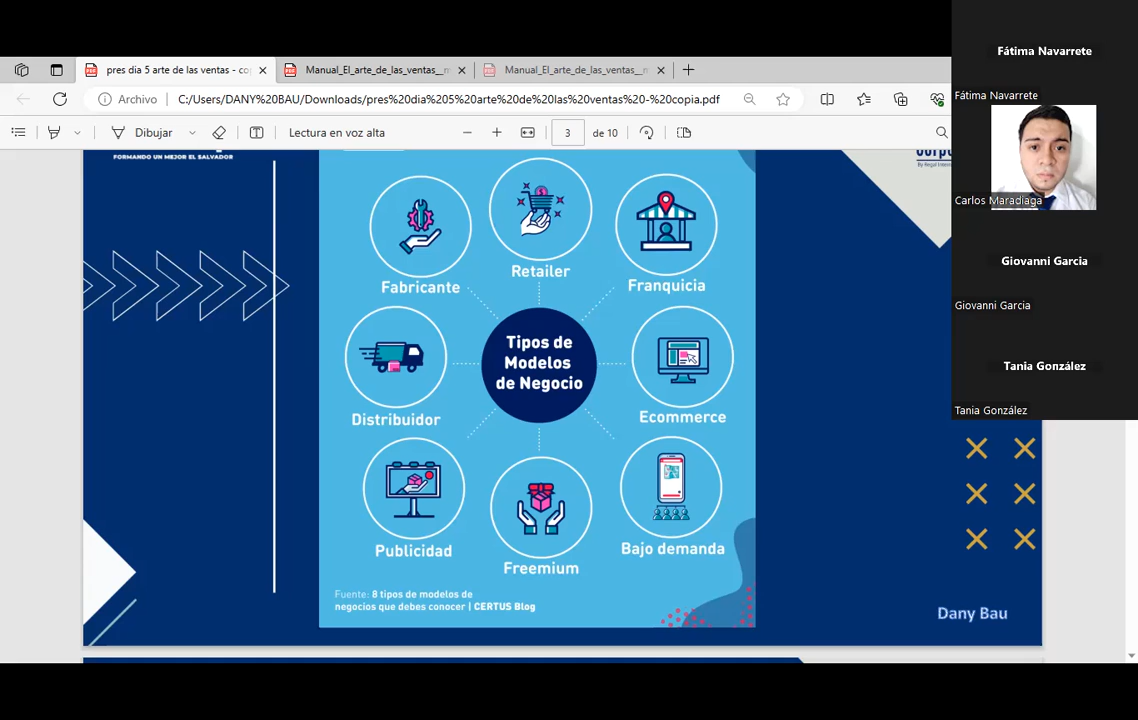 pres dia 5 arte de las ventas - co
Manual_El_arte_de_las_ventas__n
Manual_El_arte_de_las_ventas__n
Archivo
C:/Users/DANY%20BAU/Downloads/pres%20dia%205%20arte%20de%20las%20ventas%20-%20copia.pdf
Dibujar
Lectura en voz alta
3
de 10
FORMANDO UN MEJOR EL SALVADOR
Fabricante
Retailer
Franquicia
Distribuidor
Tipos de
Modelos
de Negocio
Ecommerce
Publicidad
Freemium
Bajo demanda
Fuente: 8 tipos de modelos de
negocios que debes conocer | CERTUS Blog
Dany Bau
Fátima Navarrete
Fátima Navarrete
Carlos Maradiaga
Giovanni Garcia
Giovanni Garcia
Tania González
Tania González